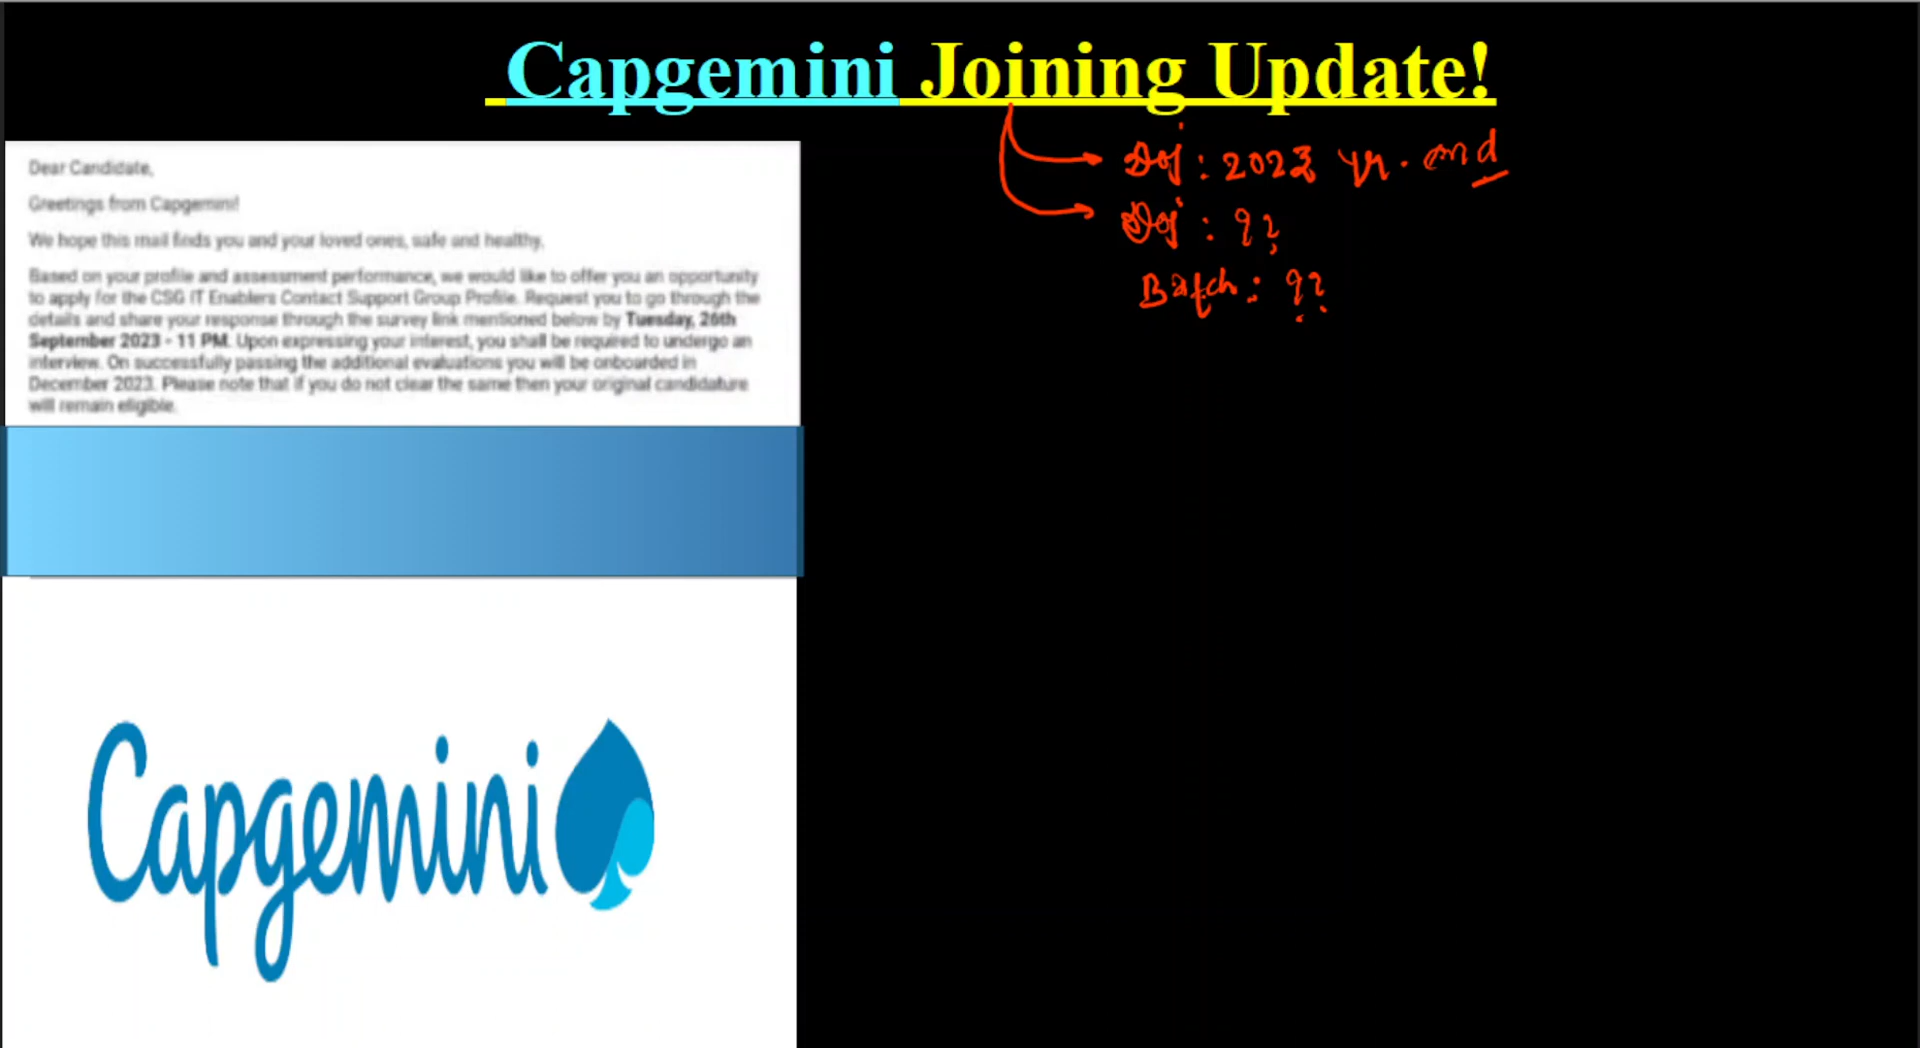 Capgemini Joining Update!
Doj : 2023 yr. end
Doj : ??
Batch : ??
Dear Candidate,
Greetings from Capgemini!
We hope this mail finds you and your loved ones, safe and healthy.
Based on your profile and assessment performance, we would like to offer you an opportunity
to apply for the CSG IT Enablers Contact Support Group Profile. Request you to go through the
details and share your response through the survey link mentioned below by Tuesday, 26th
September 2023 - 11 PM. Upon expressing your interest, you shall be required to undergo an
interview. On successfully passing the additional evaluations you will be onboarded in
December 2023. Please note that if you do not clear the same then your original candidature
will remain eligible.
Capgemini